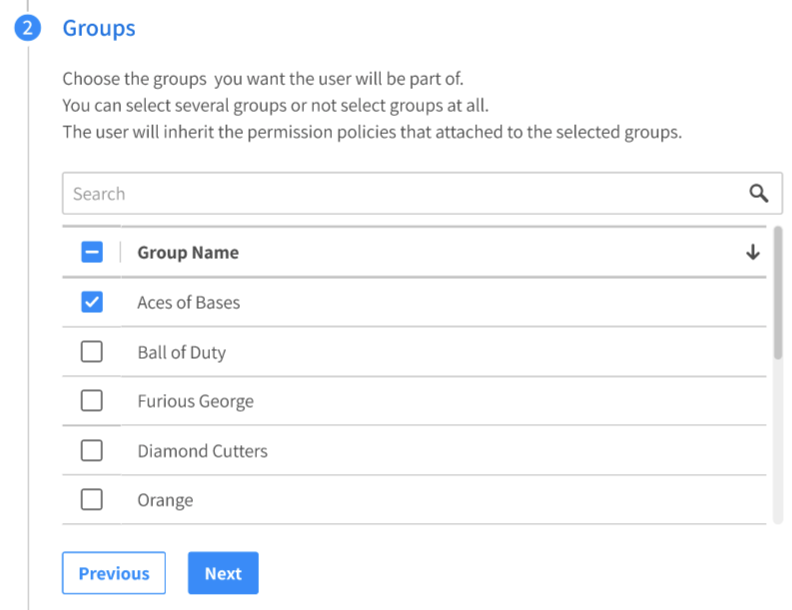 2 Groups
Choose the groups you want the user will be part of.
You can select several groups or not select groups at all.
The user will inherit the permission policies that attached to the selected groups.
Search
Group Name
Aces of Bases
Ball of Duty
Furious George
Diamond Cutters
Orange
Previous Next